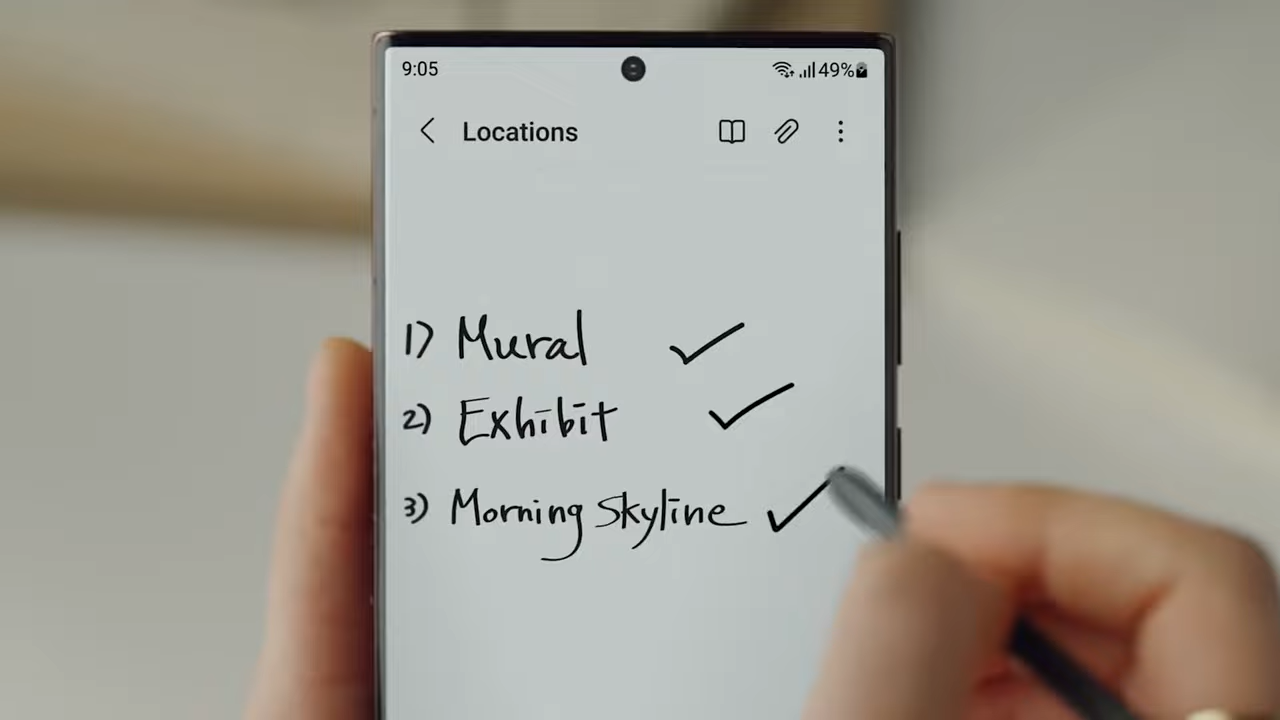 9:05 49%
Locations
1) Mural
2) Exhibit
3) Morning Skyline